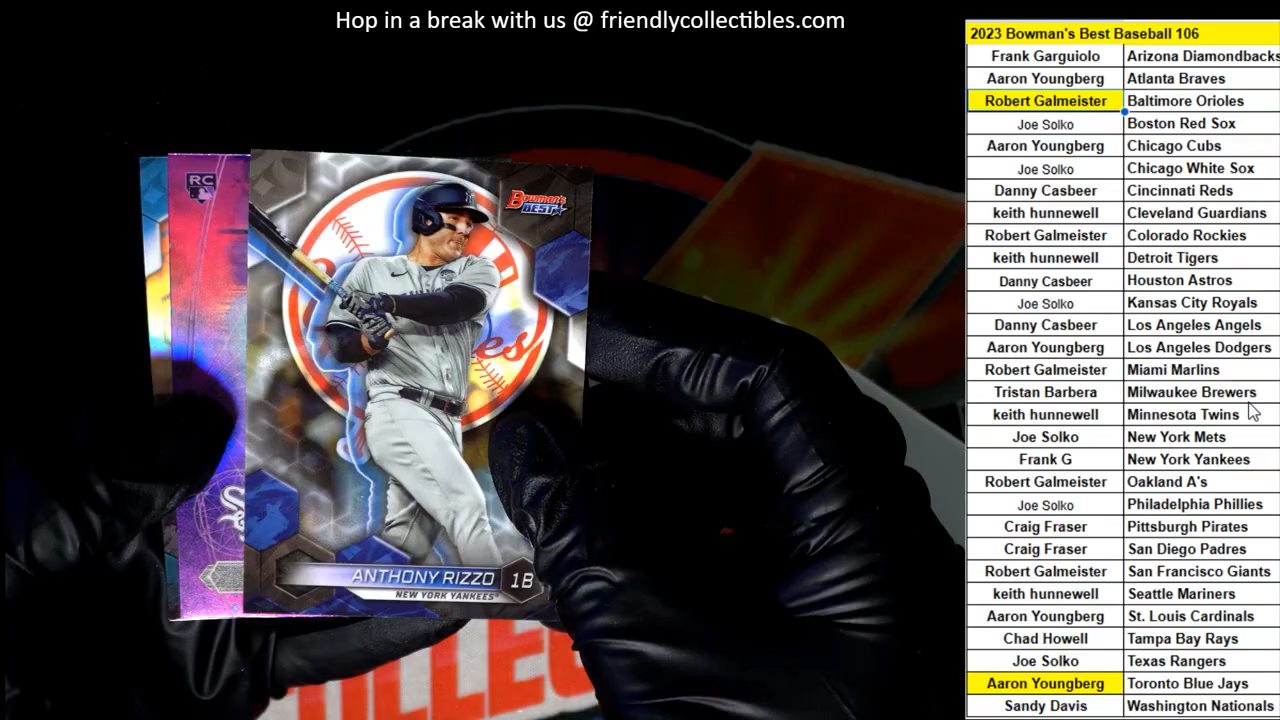 Hop in a break with us @ friendlycollectibles.com
2023 Bowman's Best Baseball 106
Frank Garguiolo Arizona Diamondbacks
Aaron Youngberg Atlanta Braves
Robert Galmeister Baltimore Orioles
Joe Solko Boston Red Sox
Aaron Youngberg Chicago Cubs
Joe Solko Chicago White Sox
Danny Casbeer Cincinnati Reds
keith hunnewell Cleveland Guardians
Robert Galmeister Colorado Rockies
keith hunnewell Detroit Tigers
Danny Casbeer Houston Astros
Joe Solko Kansas City Royals
Danny Casbeer Los Angeles Angels
Aaron Youngberg Los Angeles Dodgers
Robert Galmeister Miami Marlins
Tristan Barbera Milwaukee Brewers
keith hunnewell Minnesota Twins
Joe Solko New York Mets
Frank G New York Yankees
Robert Galmeister Oakland A's
Joe Solko Philadelphia Phillies
Craig Fraser Pittsburgh Pirates
Craig Fraser San Diego Padres
Robert Galmeister San Francisco Giants
keith hunnewell Seattle Mariners
Aaron Youngberg St. Louis Cardinals
Chad Howell Tampa Bay Rays
Joe Solko Texas Rangers
Aaron Youngberg Toronto Blue Jays
Sandy Davis Washington Nationals
RC
Bowman's
BEST
ANTHONY RIZZO 1B
NEW YORK YANKEES